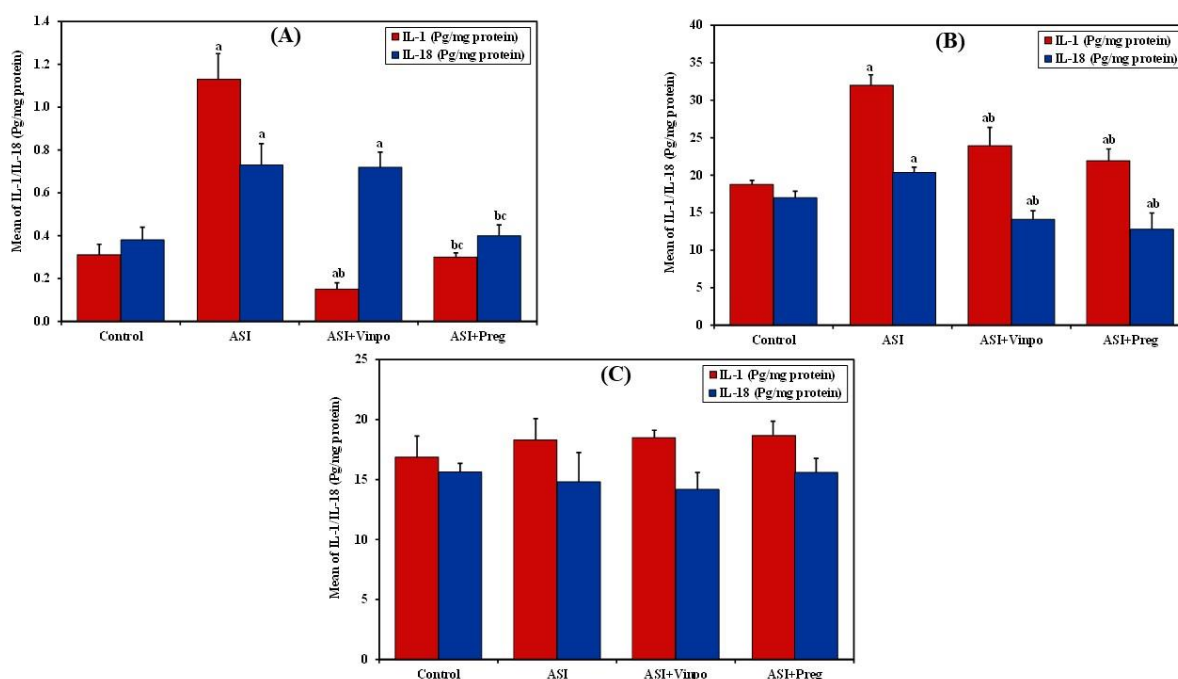 (A)
IL-1 (Pg/mg protein)
IL-18 (Pg/mg protein)
Mean of IL-1/IL-18 (Pg/mg protein)
1.4
1.2
1.0
0.8
0.6
0.4
0.2
0.0
a
a
ab
a
bc
bc
Control
ASI
ASI+Vinpo
ASI+Preg
(B)
IL-1 (Pg/mg protein)
IL-18 (Pg/mg protein)
Mean of IL-1/IL-18 (Pg/mg protein)
40
35
30
25
20
15
10
5
0
a
a
ab
ab
ab
ab
Control
ASI
ASI+Vinpo
ASI+Preg
(C)
IL-1 (Pg/mg protein)
IL-18 (Pg/mg protein)
Mean of IL-1/IL-18 (Pg/mg protein)
25
20
15
10
5
0
Control
ASI
ASI+Vinpo
ASI+Preg